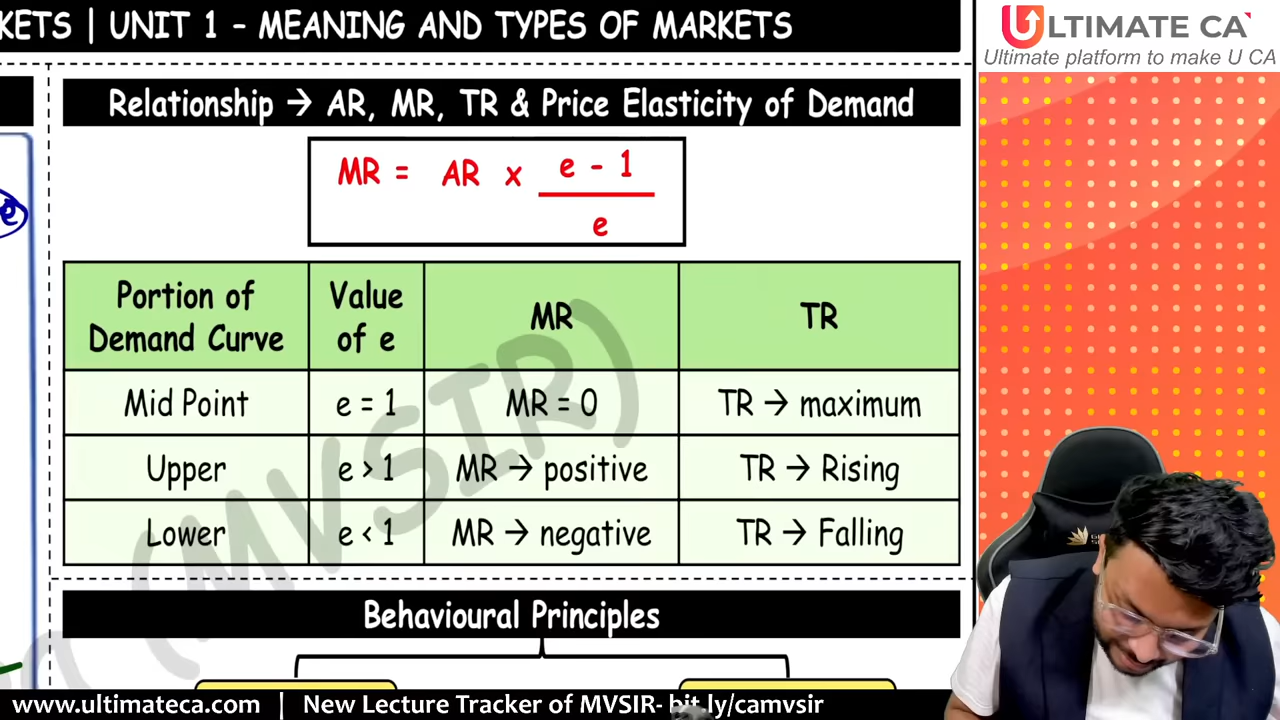 KETS | UNIT 1 – MEANING AND TYPES OF MARKETS
ULTIMATE CA
Ultimate platform to make U CA
Relationship → AR, MR, TR & Price Elasticity of Demand
MR = AR x e - 1
e
e
Portion of Demand Curve | Value of e | MR | TR
Mid Point | e = 1 | MR = 0 | TR → maximum
Upper | e > 1 | MR → positive | TR → Rising
Lower | e < 1 | MR → negative | TR → Falling
(MVSIR)
Behavioural Principles
www.ultimateca.com | New Lecture Tracker of MVSIR- bit.ly/camvsir